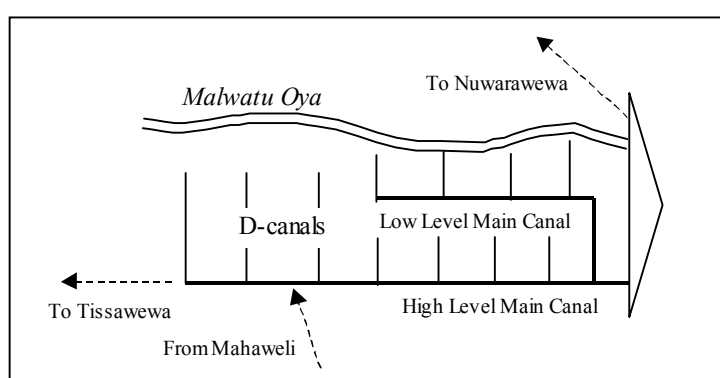 To Nuwarawewa
Malwatu Oya
D-canals
Low Level Main Canal
High Level Main Canal
To Tissawewa
From Mahaweli